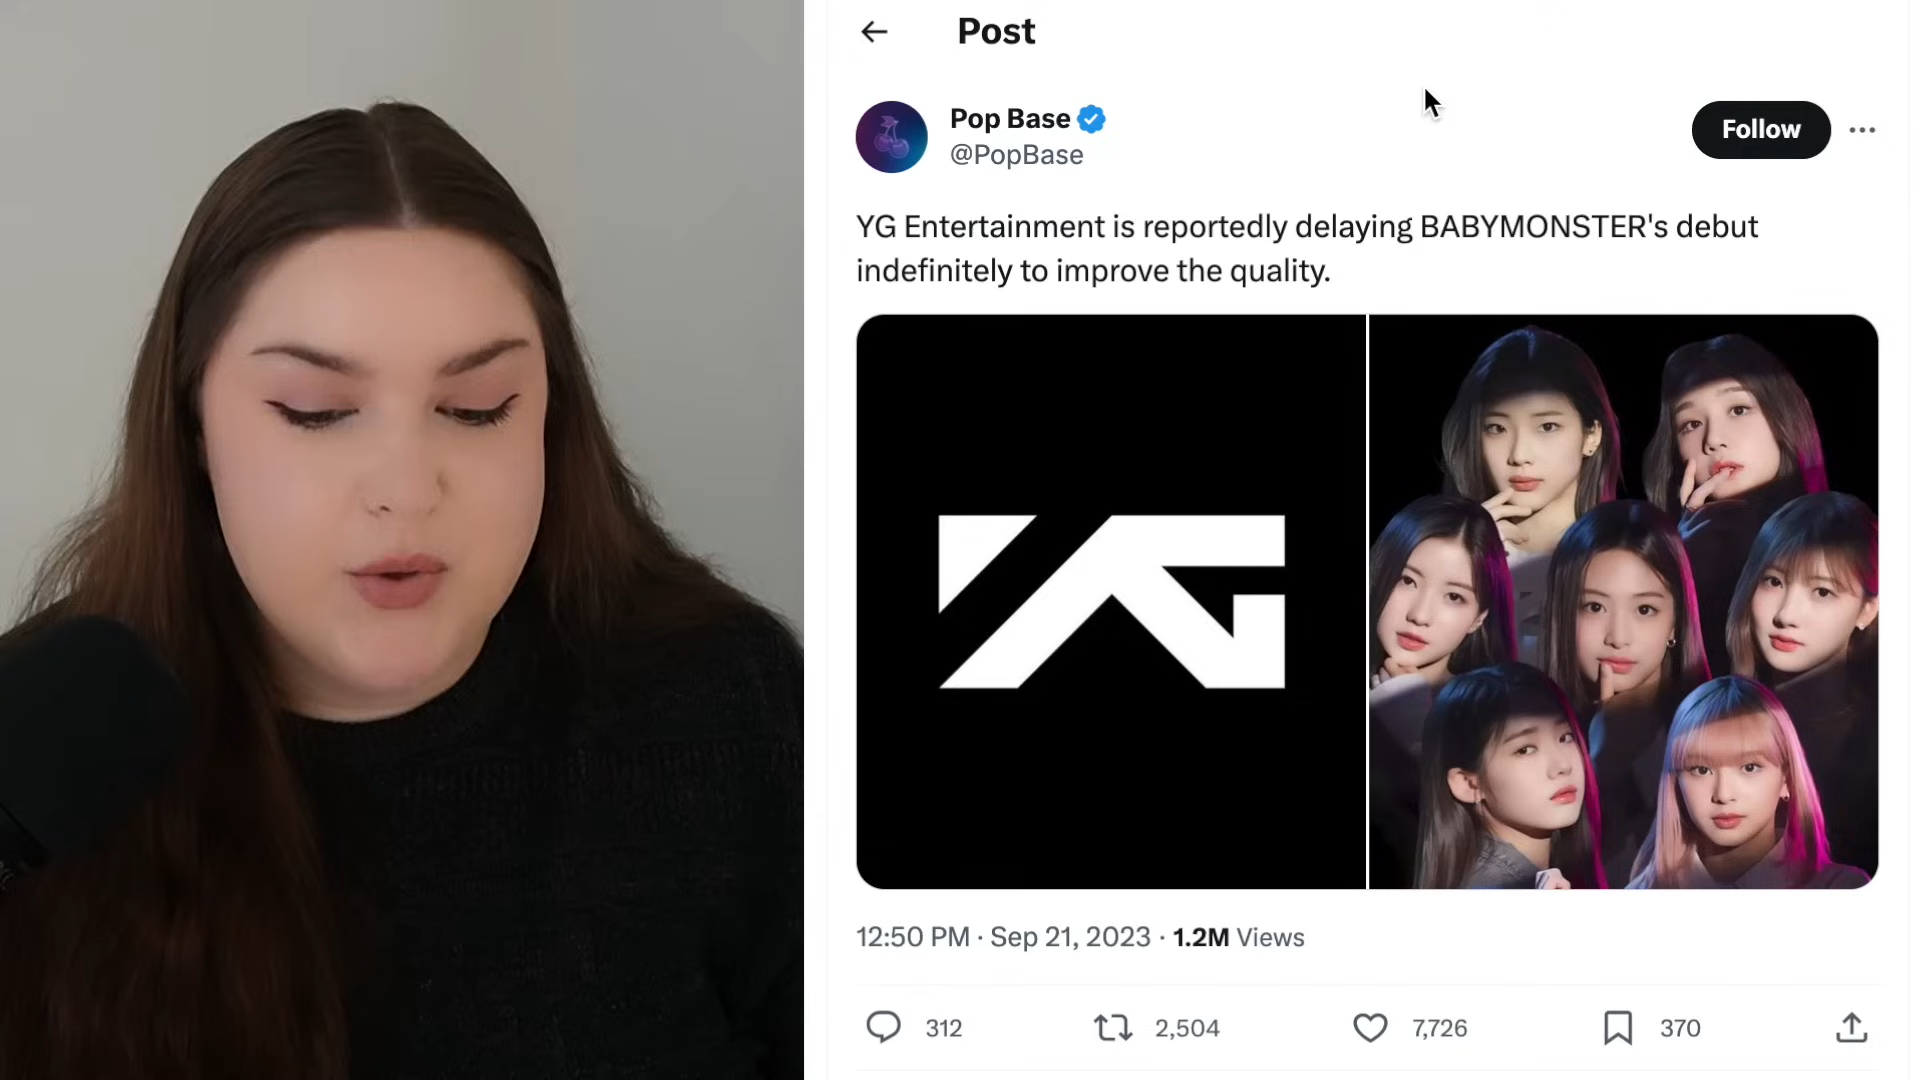 Post
Pop Base
@PopBase
Follow
YG Entertainment is reportedly delaying BABYMONSTER's debut
indefinitely to improve the quality.
YG
12:50 PM · Sep 21, 2023 · 1.2M Views
312
2,504
7,726
370